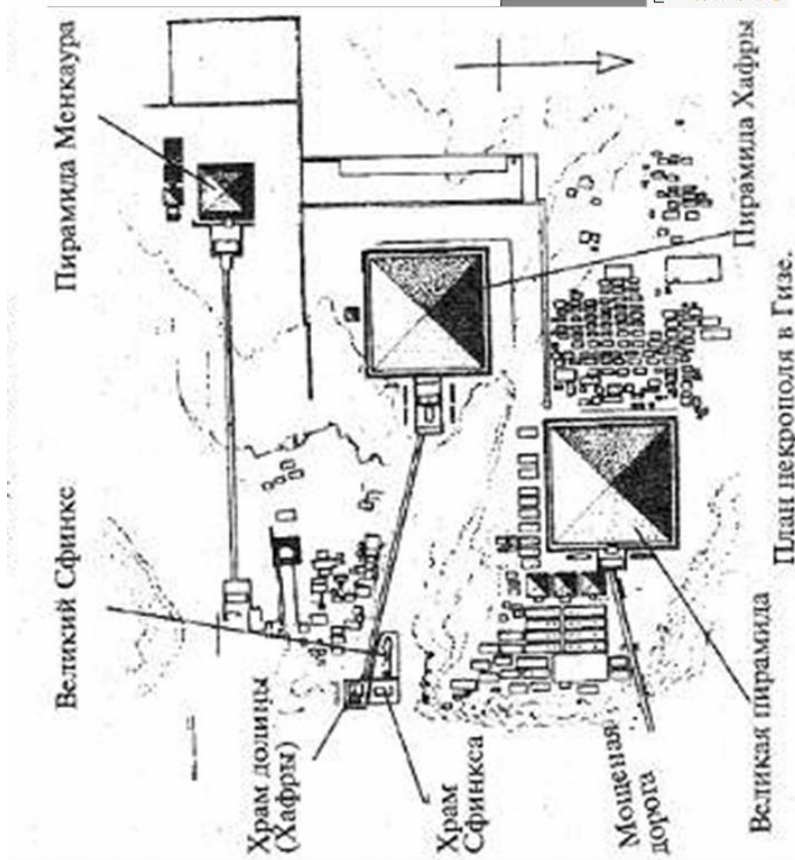 Пирамида Менкаура
Великий Сфинкс
Храм долины
(Хафры)
Храм
Сфинкса
Мощеная
дорога
Великая пирамида
Пирамида Хафры
План некрополя в Гизе.